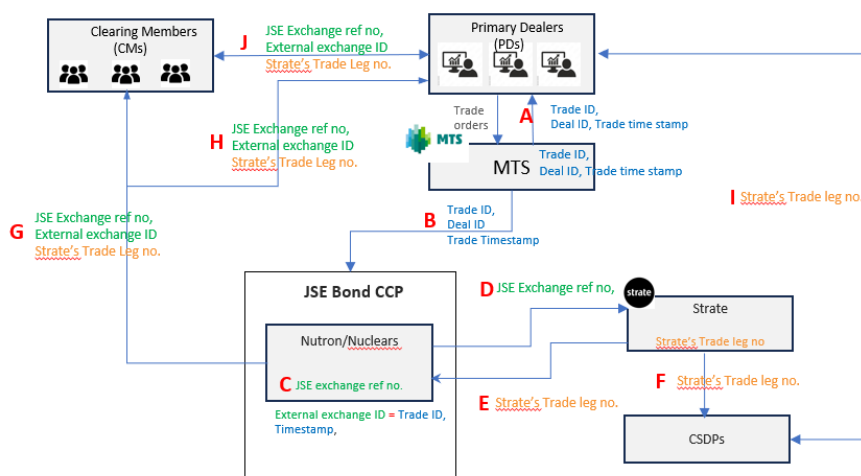 Clearing Members
(CMs)
J
JSE Exchange ref no,
External exchange ID
Strate's Trade Leg no.
Primary Dealers
(PDs)
Trade
orders
A
Trade ID,
Deal ID, Trade time stamp
MTS
Trade ID,
Deal ID, Trade time stamp
MTS
H
JSE Exchange ref no,
External exchange ID
Strate's Trade Leg no.
I
Strate's Trade leg no.
G
JSE Exchange ref no,
External exchange ID
Strate's Trade Leg no.
B
Trade ID,
Deal ID
Trade Timestamp
JSE Bond CCP
Nutron/Nuclears
C
JSE exchange ref no.
External exchange ID = Trade ID,
Timestamp,
D
JSE Exchange ref no,
strate
Strate
Strate's Trade leg no
E
Strate's Trade leg no.
F
Strate's Trade leg no.
CSDPs